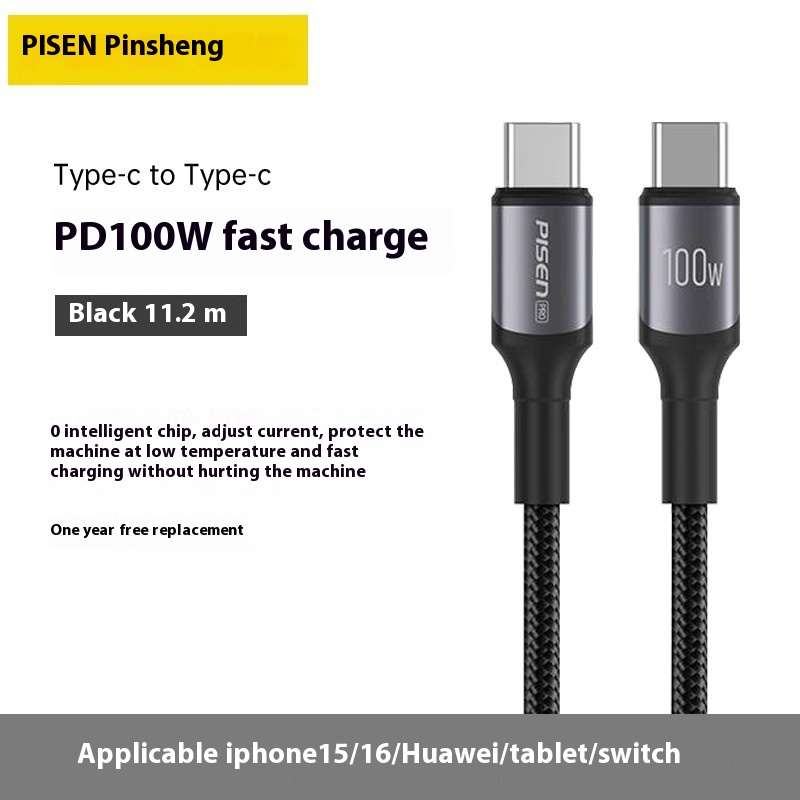 PISEN Pinsheng
Type-c to Type-c
PD100W fast charge
Black 11.2 m
0 intelligent chip, adjust current, protect the
machine at low temperature and fast
charging without hurting the machine
One year free replacement
PISEN PRO
100W
Applicable iphone15/16/Huawei/tablet/switch